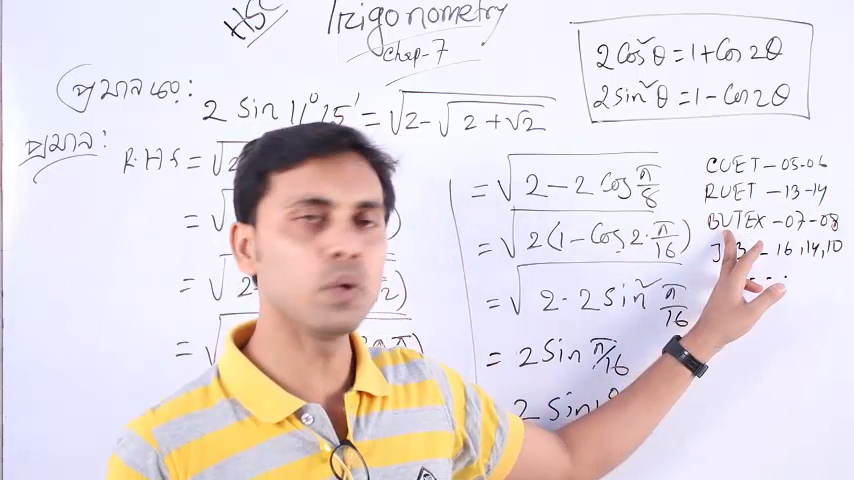 HSC Trigonometry
Chap-7
2Cos²θ = 1+Cos2θ
2sin²θ = 1-Cos2θ
প্রমাণ কর:
2 Sin 11°15' = √2-√2+√2
প্রমাণ:
R.H.S = √2
= √
= √2
= √
= √2-2 Cos π/8
= √2(1-Cos 2·π/16)
= √2·2Sin² π/16
= 2Sin π/16
= 2 Sin
CUET - 05-06
RUET - 13-14
BUTEX - 07-08
- 16,14,10